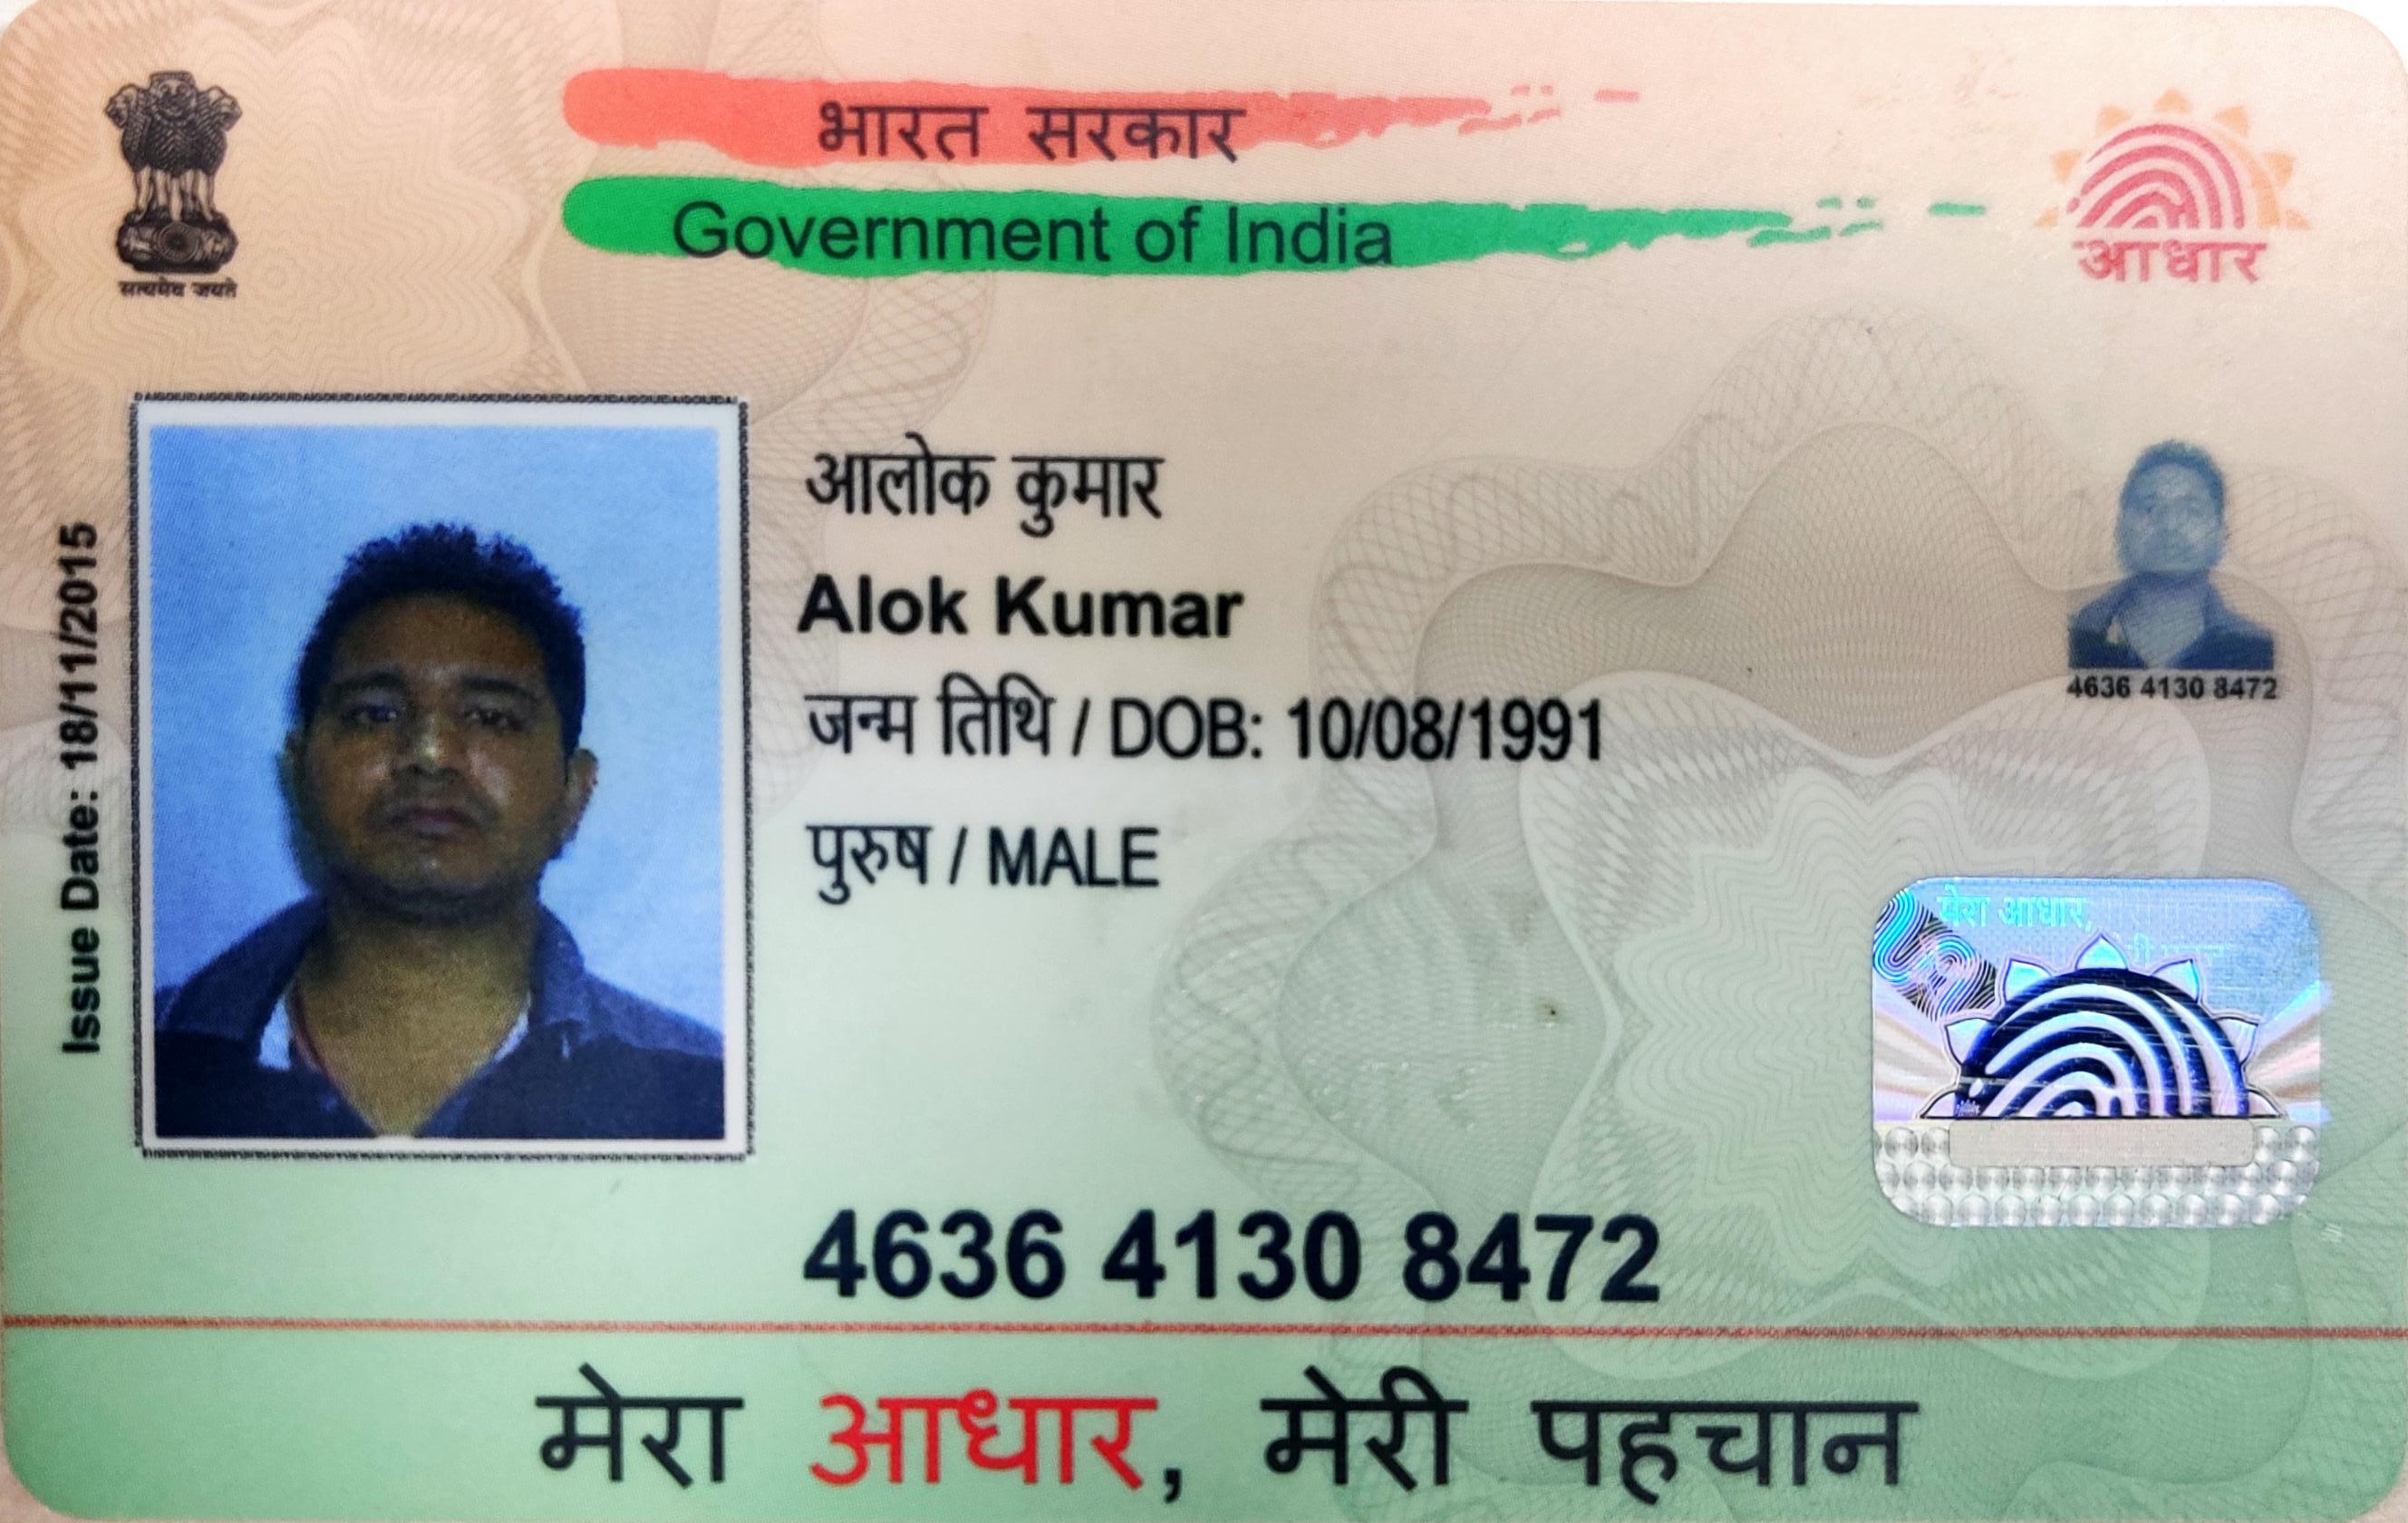 भारत सरकार
Government of India
सत्यमेव जयते
आधार
Issue Date: 18/11/2015
आलोक कुमार
Alok Kumar
जन्म तिथि / DOB: 10/08/1991
पुरुष / MALE
4636 4130 8472
मेरा आधार,
4636 4130 8472
मेरा आधार, मेरी पहचान